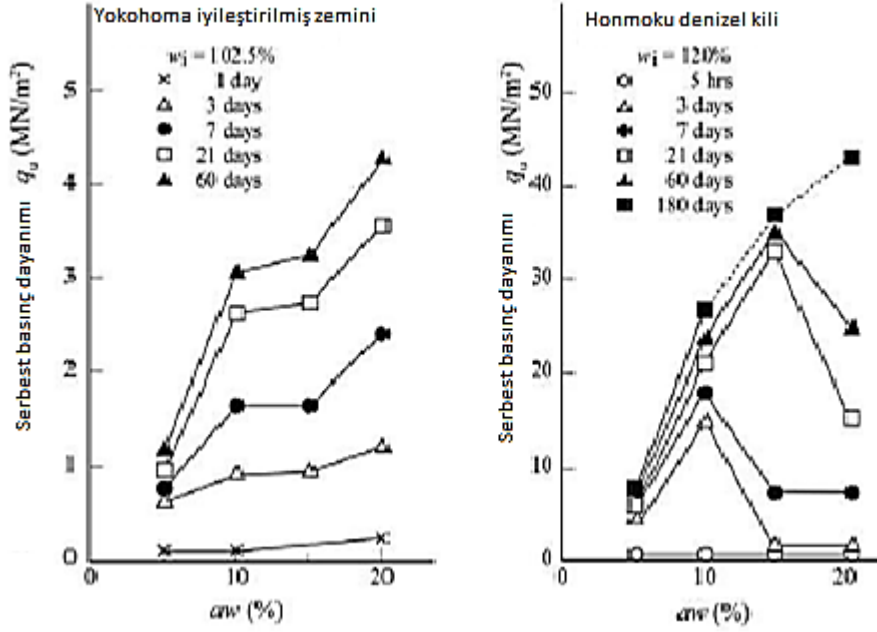 Yokohoma iyileştirilmiş zemini
w_i = 102.5%
1 day
3 days
7 days
21 days
60 days
Serbest basınç dayanımı q_u (MN/m²)
5
4
3
2
1
0
0 10 20
aw (%)
Honmoku denizel kili
w_i = 120%
5 hrs
3 days
7 days
21 days
60 days
180 days
Serbest basınç dayanımı q_u (MN/m²)
50
40
30
20
10
0
0 10 20
aw (%)